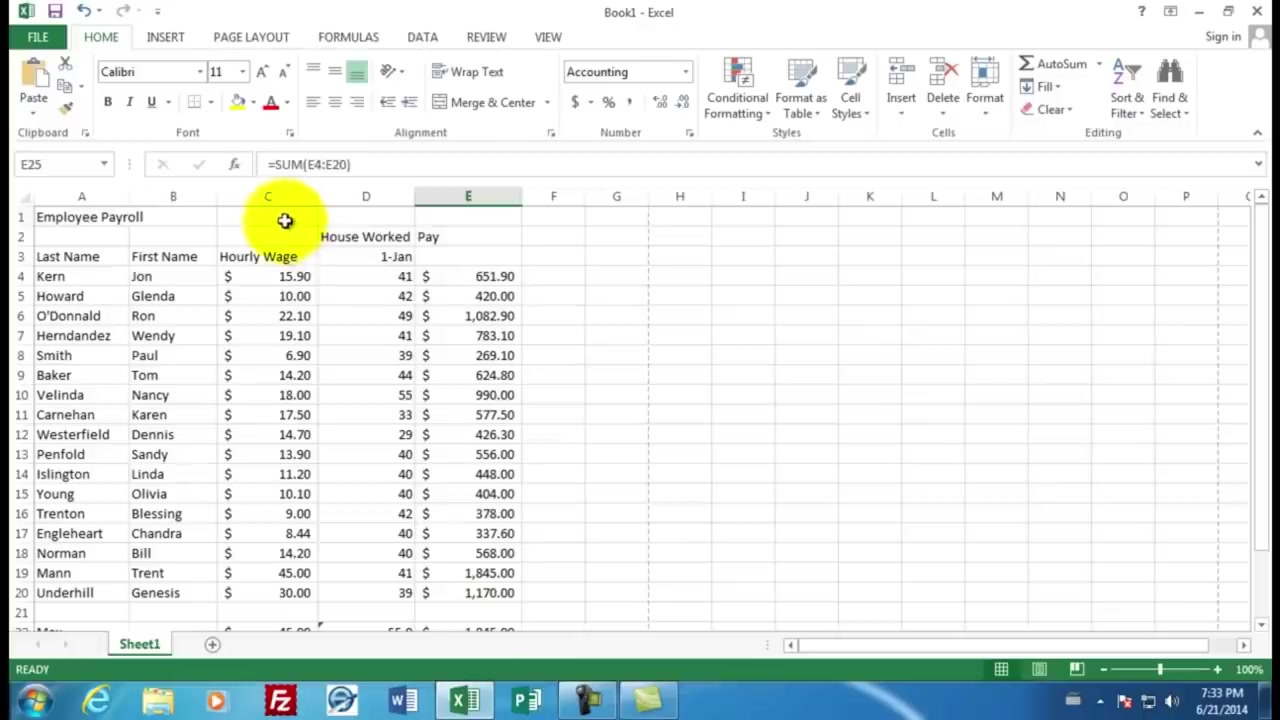 Book1 - Excel
?
FILE HOME INSERT PAGE LAYOUT FORMULAS DATA REVIEW VIEW Sign in
Paste
Clipboard
Calibri 11
B I U A
Font
Wrap Text
Merge & Center
Alignment
Accounting
$ % ,
Number
Conditional Formatting
Format as Table
Cell Styles
Styles
Insert Delete Format
Cells
AutoSum
Fill
Clear
Sort & Filter
Find & Select
Editing
E25 fx =SUM(E4:E20)
A B C D E F G H I J K L M N O P
1 Employee Payroll
2 House Worked Pay
3 Last Name First Name Hourly Wage 1-Jan
4 Kern Jon $ 15.90 41 $ 651.90
5 Howard Glenda $ 10.00 42 $ 420.00
6 O'Donnald Ron $ 22.10 49 $ 1,082.90
7 Herndandez Wendy $ 19.10 41 $ 783.10
8 Smith Paul $ 6.90 39 $ 269.10
9 Baker Tom $ 14.20 44 $ 624.80
10 Velinda Nancy $ 18.00 55 $ 990.00
11 Carnehan Karen $ 17.50 33 $ 577.50
12 Westerfield Dennis $ 14.70 29 $ 426.30
13 Penfold Sandy $ 13.90 40 $ 556.00
14 Islington Linda $ 11.20 40 $ 448.00
15 Young Olivia $ 10.10 40 $ 404.00
16 Trenton Blessing $ 9.00 42 $ 378.00
17 Engleheart Chandra $ 8.44 40 $ 337.60
18 Norman Bill $ 14.20 40 $ 568.00
19 Mann Trent $ 45.00 41 $ 1,845.00
20 Underhill Genesis $ 30.00 39 $ 1,170.00
21
22 Max $ 45.00 55.0 $ 1,845.00
Sheet1
READY 100%
7:33 PM
6/21/2014